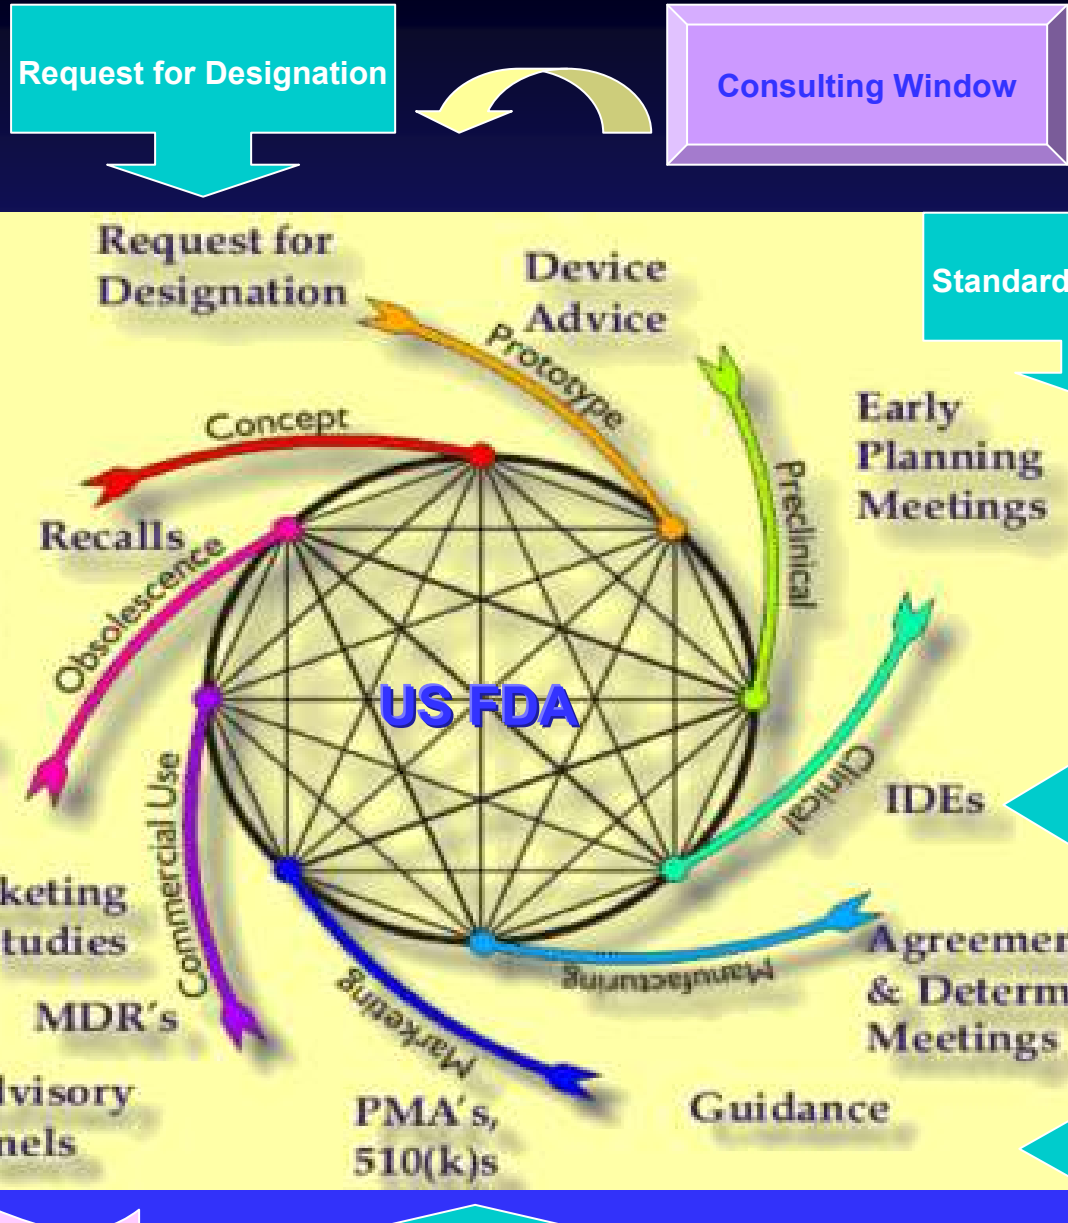 Request for Designation
Consulting Window
Request for
Designation
Device
Advice
Standard
Prototype
Concept
Early
Planning
Meetings
Preclinical
Recalls
Obsolescence
US FDA
Clinical
IDEs
Commercial Use
keting
tudies
Agreemen
& Determ
Meetings
Manufacturing
MDR´s
Marketing
dvisory
nels
PMA´s,
510(k)s
Guidance